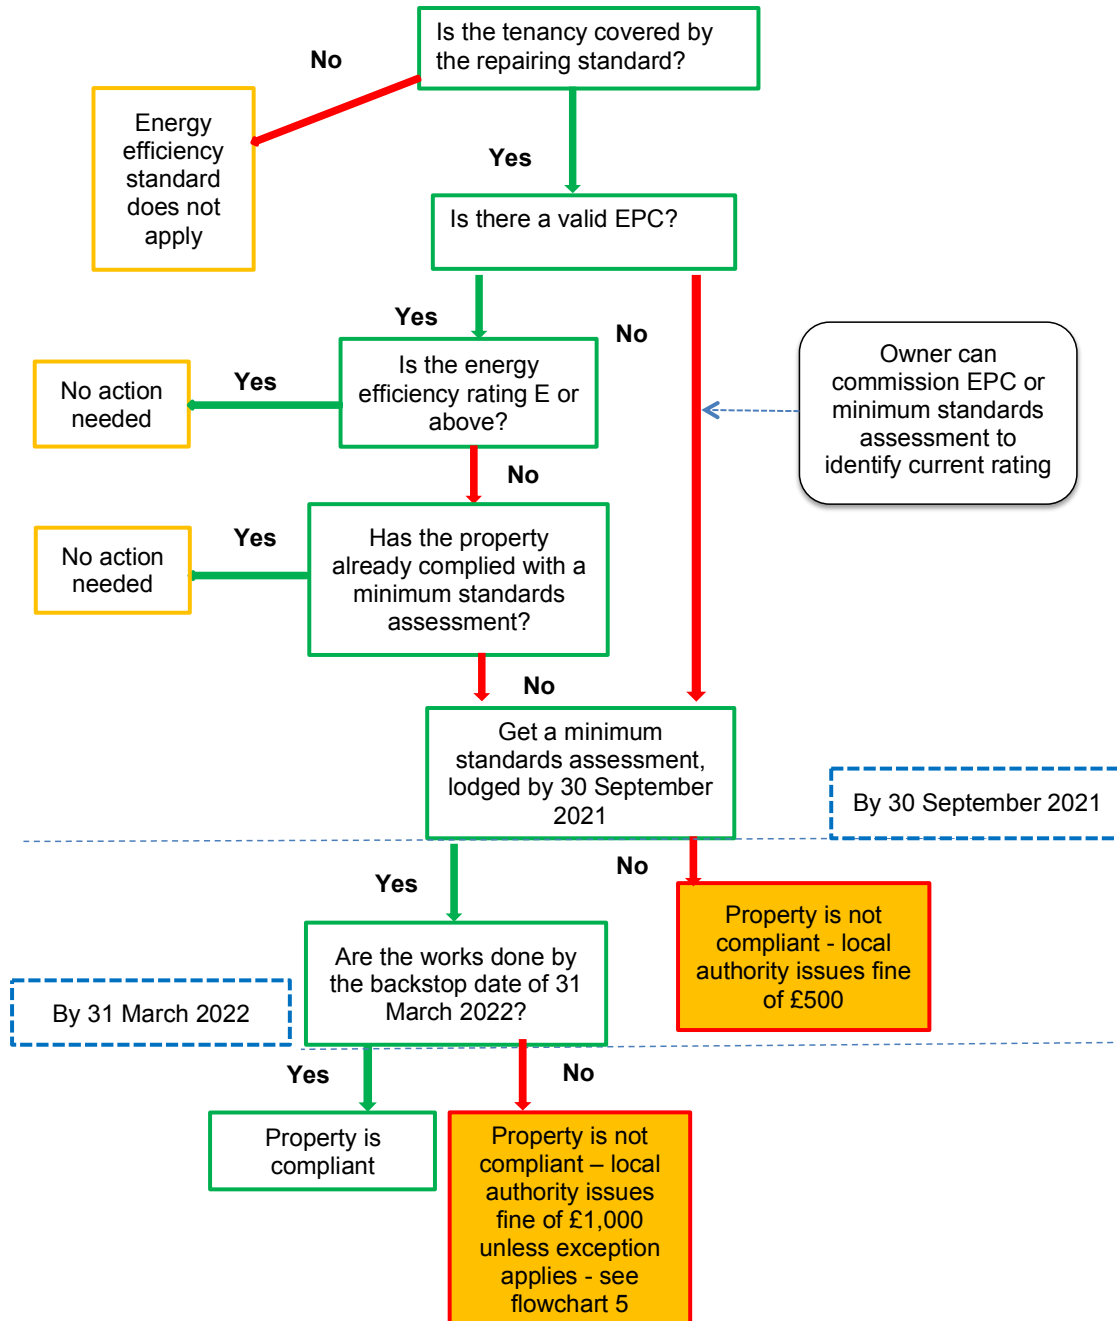 Is the tenancy covered by
the repairing standard?
No
Energy
efficiency
standard
does not
apply
Yes
Is there a valid EPC?
Yes
No
Is the energy
efficiency rating E or
above?
Yes
No action
needed
Owner can
commission EPC or
minimum standards
assessment to
identify current rating
No
Has the property
already complied with a
minimum standards
assessment?
Yes
No action
needed
No
Get a minimum
standards assessment,
lodged by 30 September
2021
By 30 September 2021
Yes
No
Property is not
compliant - local
authority issues fine
of £500
Are the works done by
the backstop date of 31
March 2022?
By 31 March 2022
Yes
No
Property is
compliant
Property is not
compliant – local
authority issues
fine of £1,000
unless exception
applies - see
flowchart 5